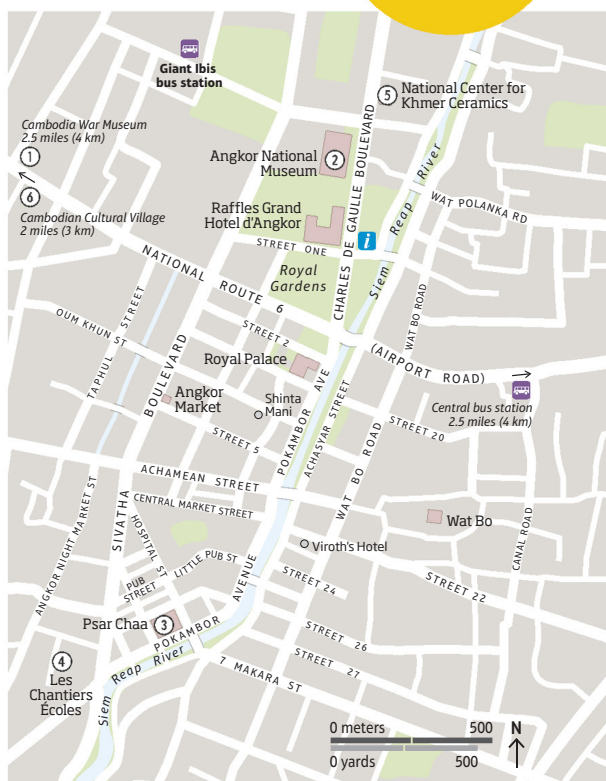 Giant Ibis
bus station
5
National Center for
Khmer Ceramics
Cambodia War Museum
2.5 miles (4 km)
1
6
Cambodian Cultural Village
2 miles (3 km)
Angkor National
Museum
2
CHARLES DE GAULLE BOULEVARD
Siem Reap River
WAT POLANKA RD
Raffles Grand
Hotel d'Angkor
i
STREET ONE
Royal
Gardens
NATIONAL ROUTE 6
(AIRPORT ROAD)
WAT BO ROAD
TAPHUL STREET
OUM KHUN ST
STREET 2
Royal Palace
POKAMBOR AVE
ACHASYAR STREET
Central bus station
2.5 miles (4 km)
SIVATHA BOULEVARD
Angkor
Market
Shinta
Mani
STREET 20
STREET 5
WAT BO ROAD
ACHAMEAN STREET
CENTRAL MARKET STREET
ANGKOR NIGHT MARKET ST
HOSPITAL ST
Wat Bo
CANAL ROAD
Viroth's Hotel
LITTLE PUB ST
PUB
STREET
STREET 24
STREET 22
Psar Chaa
3
POKAMBOR AVENUE
STREET 26
STREET 27
7 MAKARA ST
Siem Reap River
4
Les
Chantiers
Écoles
0 meters 500
N
0 yards 500